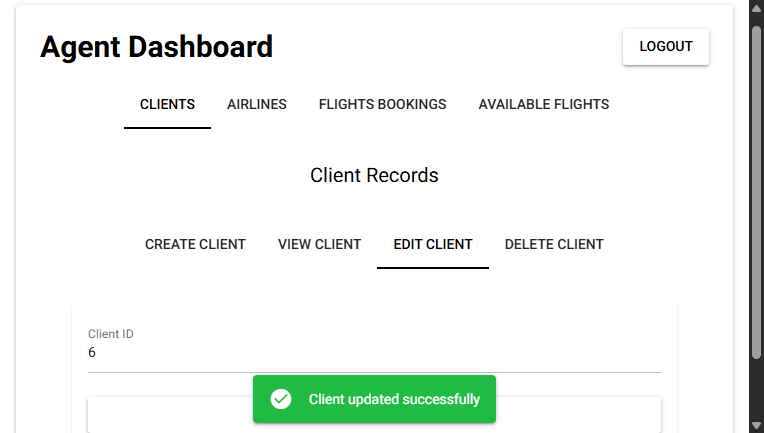 Agent Dashboard
LOGOUT
CLIENTS AIRLINES FLIGHTS BOOKINGS AVAILABLE FLIGHTS
Client Records
CREATE CLIENT VIEW CLIENT EDIT CLIENT DELETE CLIENT
Client ID
6
Client updated successfully